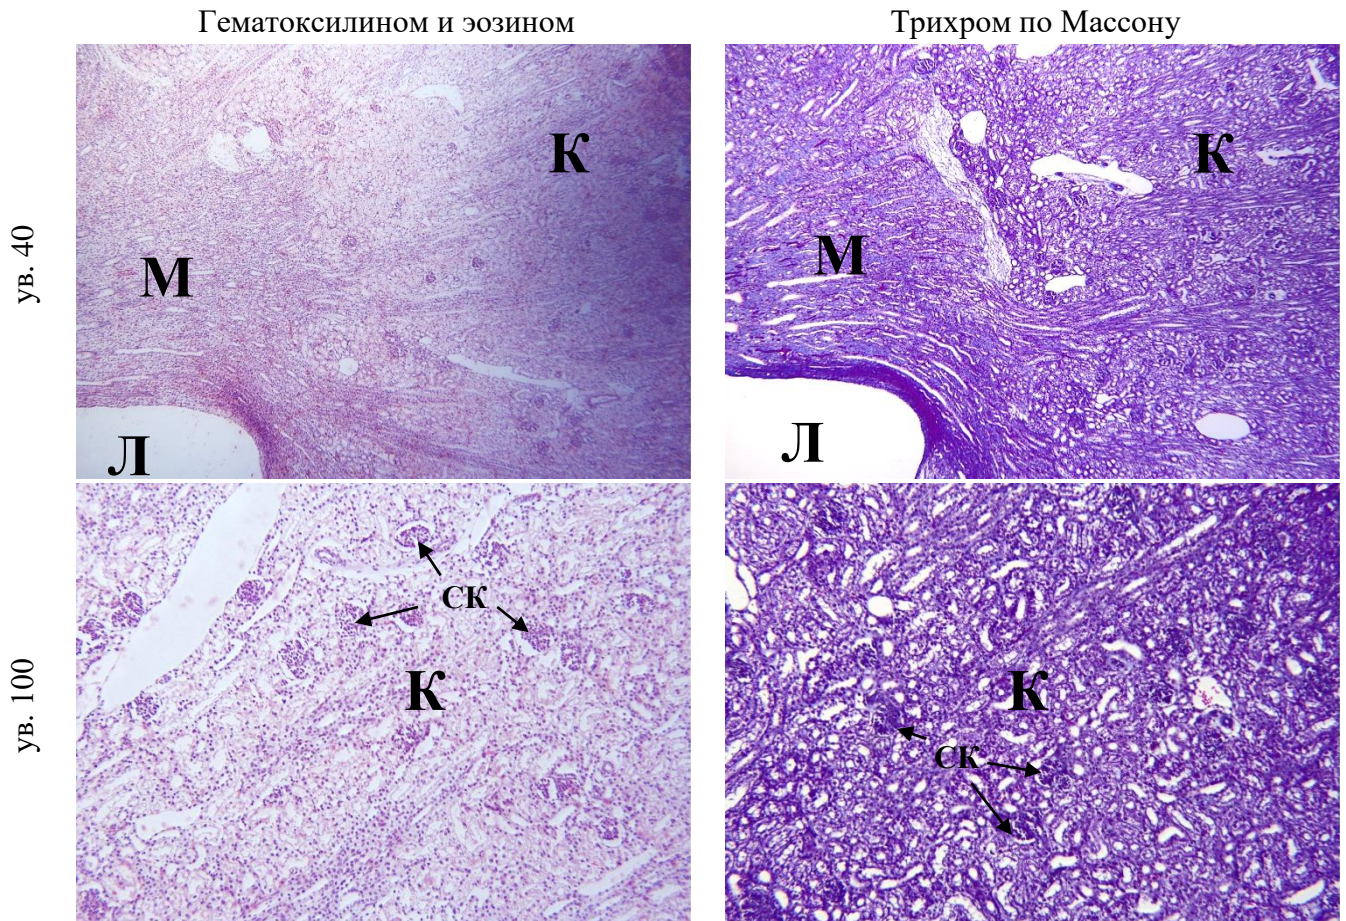 Гематоксилином и эозином
Трихром по Массону
ув. 40
К
М
Л
К
М
Л
ув. 100
СК
К
К
СК